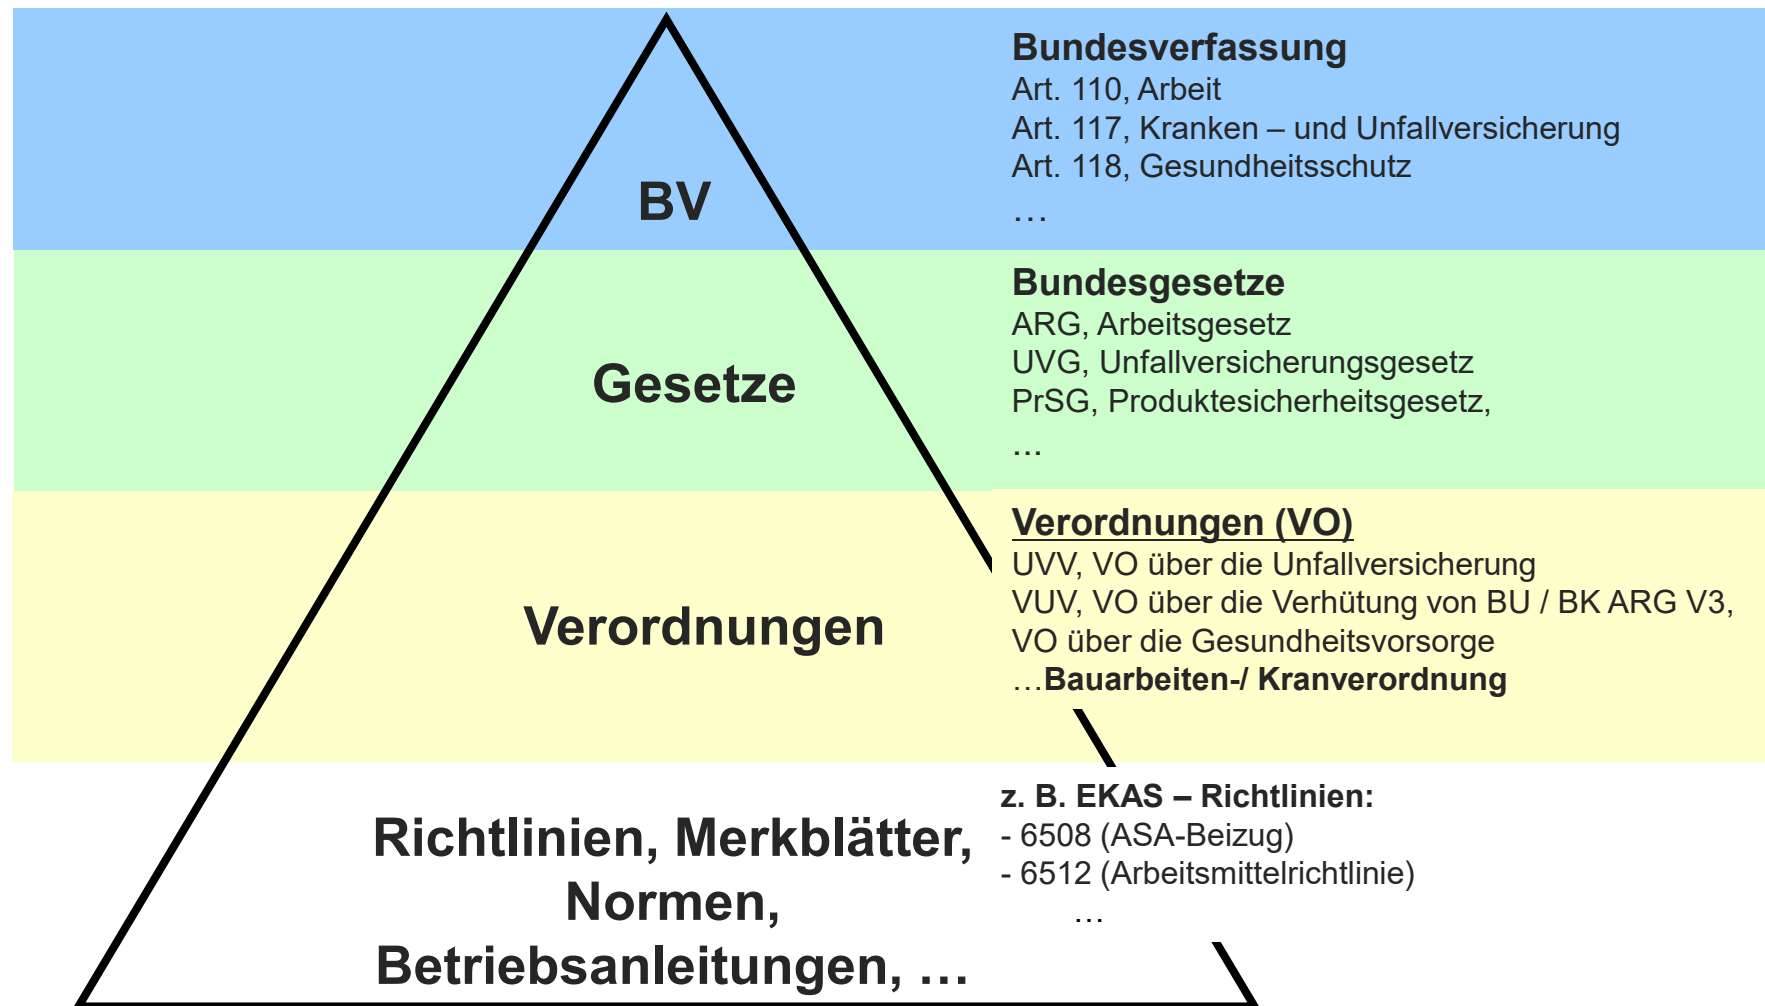 BV
Bundesverfassung
Art. 110, Arbeit
Art. 117, Kranken – und Unfallversicherung
Art. 118, Gesundheitsschutz
…
Gesetze
Bundesgesetze
ARG, Arbeitsgesetz
UVG, Unfallversicherungsgesetz
PrSG, Produktesicherheitsgesetz,
…
Verordnungen
Verordnungen (VO)
UVV, VO über die Unfallversicherung
VUV, VO über die Verhütung von BU / BK ARG V3,
VO über die Gesundheitsvorsorge
…Bauarbeiten-/ Kranverordnung
Richtlinien, Merkblätter,
Normen,
Betriebsanleitungen, …
z. B. EKAS – Richtlinien:
- 6508 (ASA-Beizug)
- 6512 (Arbeitsmittelrichtlinie)
…